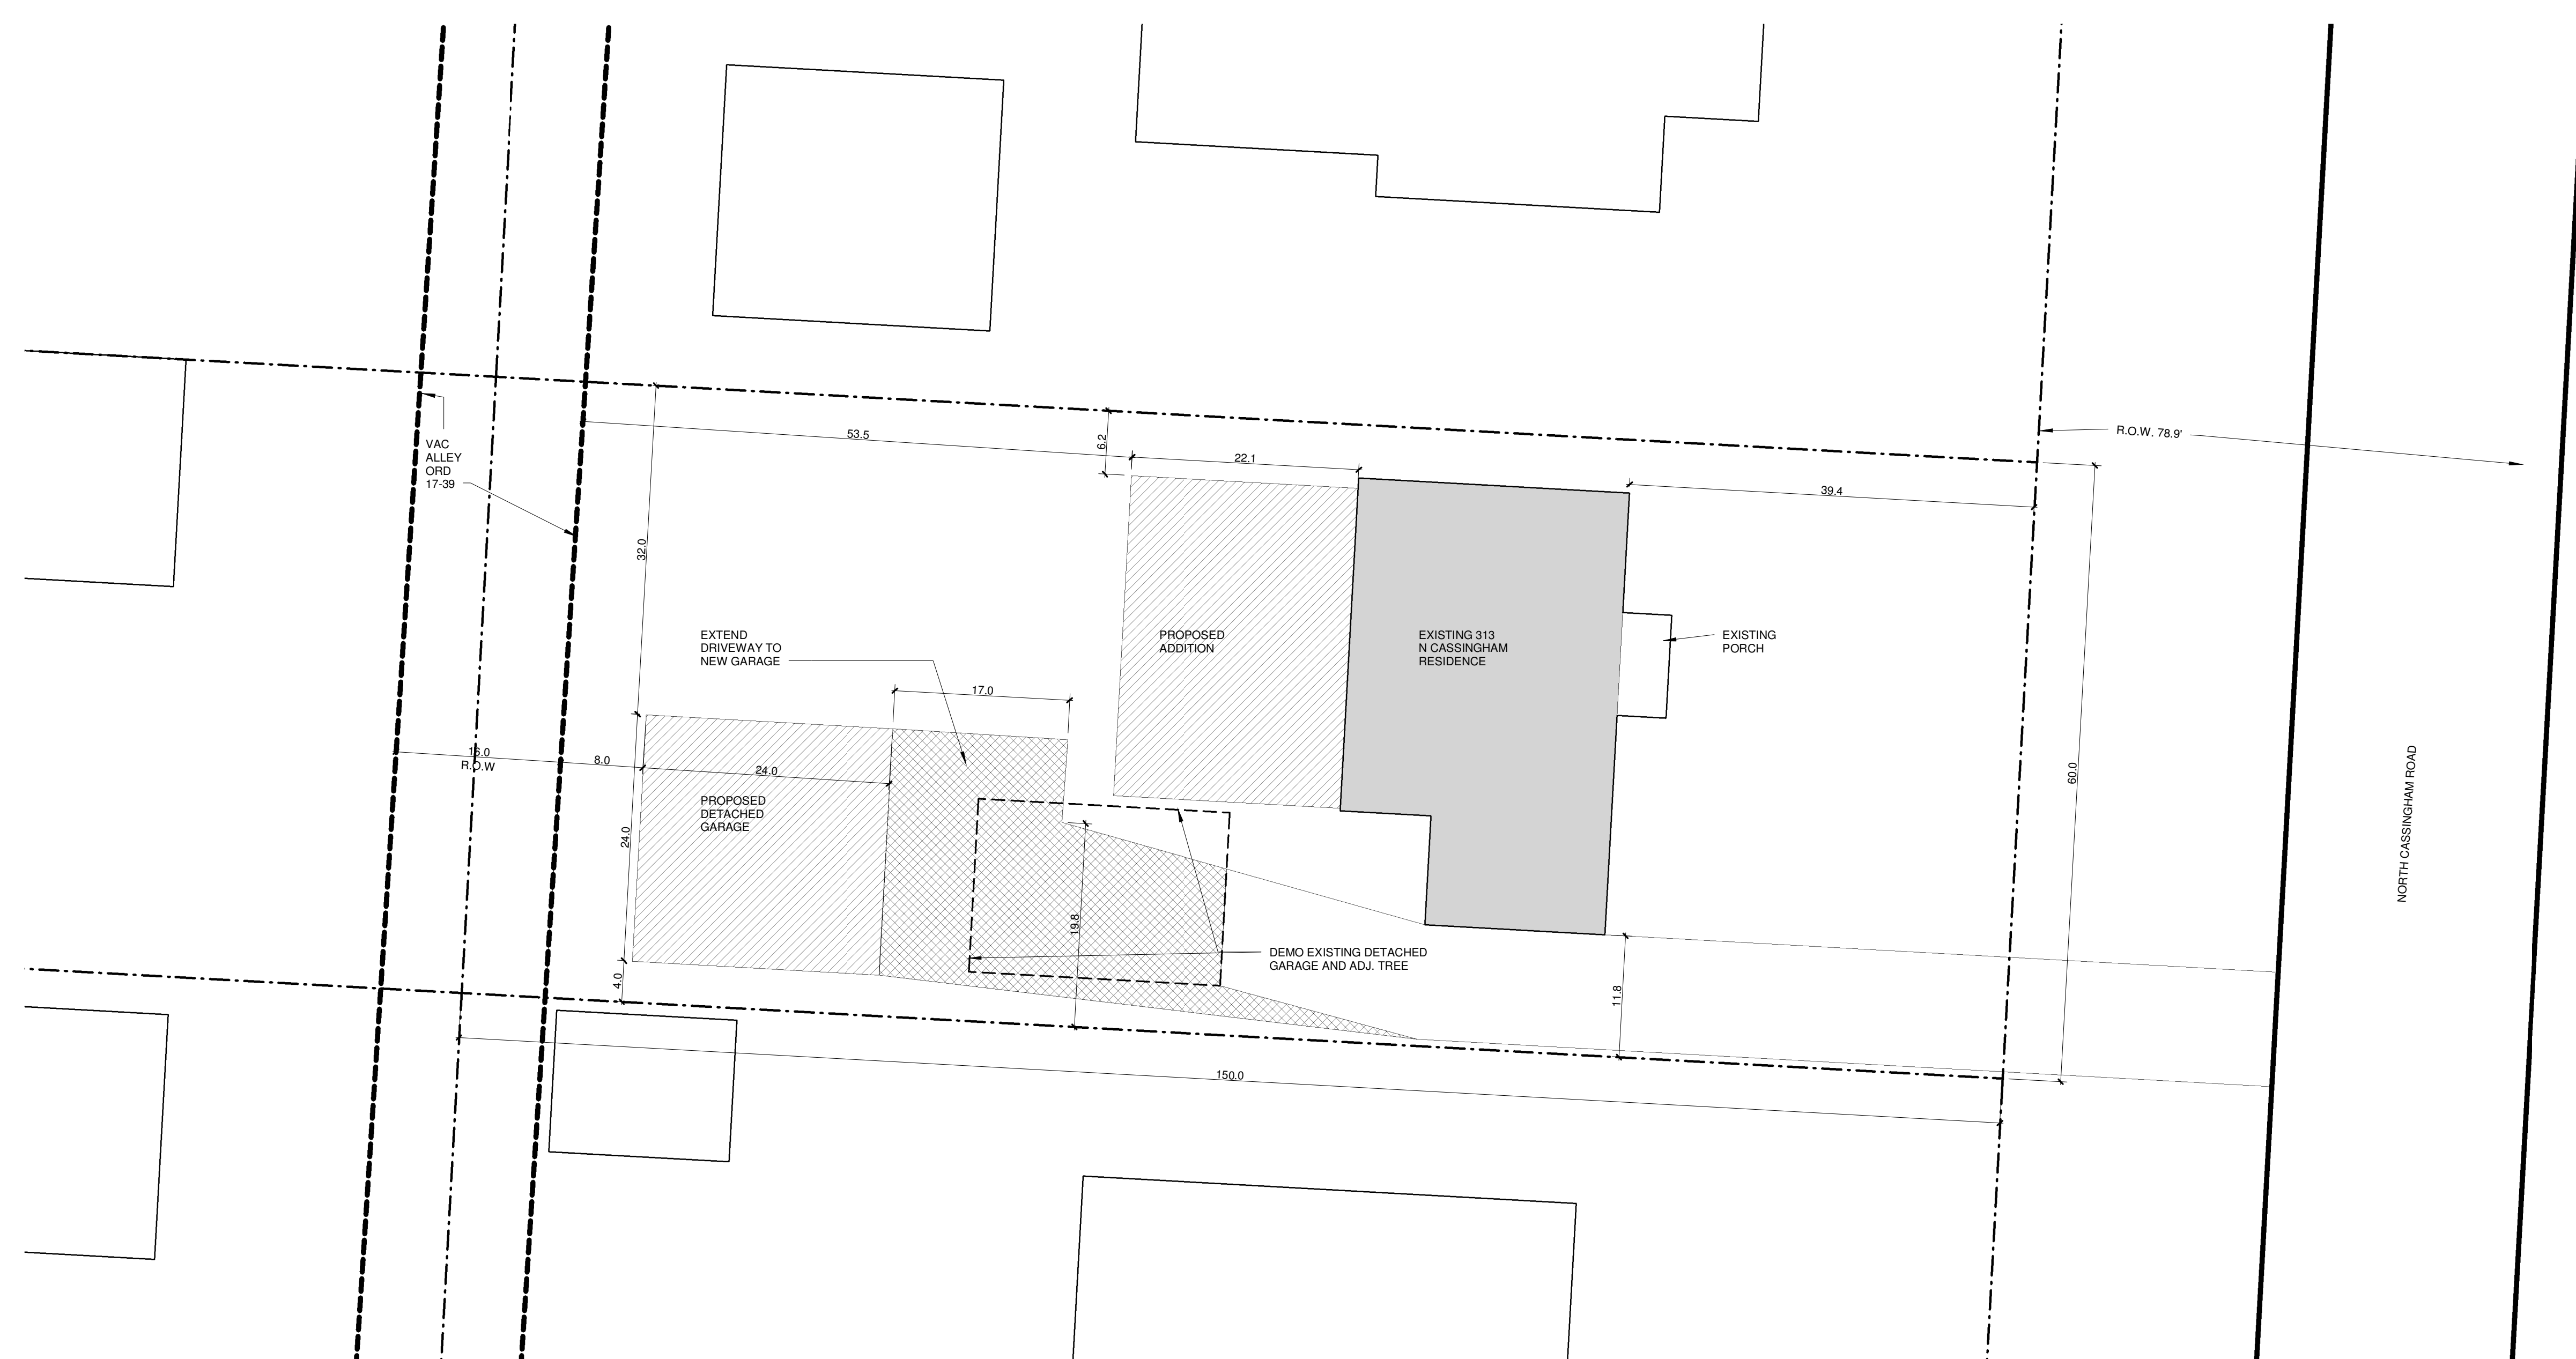 R.O.W. 78.9'
53.5
6.2
22.1
39.4
VAC
ALLEY
ORD
17-39
32.0
EXTEND
DRIVEWAY TO
NEW GARAGE
PROPOSED
ADDITION
EXISTING 313
N CASSINGHAM
RESIDENCE
EXISTING
PORCH
17.0
16.0
R.O.W
8.0
24.0
60.0
PROPOSED
DETACHED
GARAGE
24.0
NORTH CASSINGHAM ROAD
19.8
DEMO EXISTING DETACHED
GARAGE AND ADJ. TREE
4.0
11.8
150.0